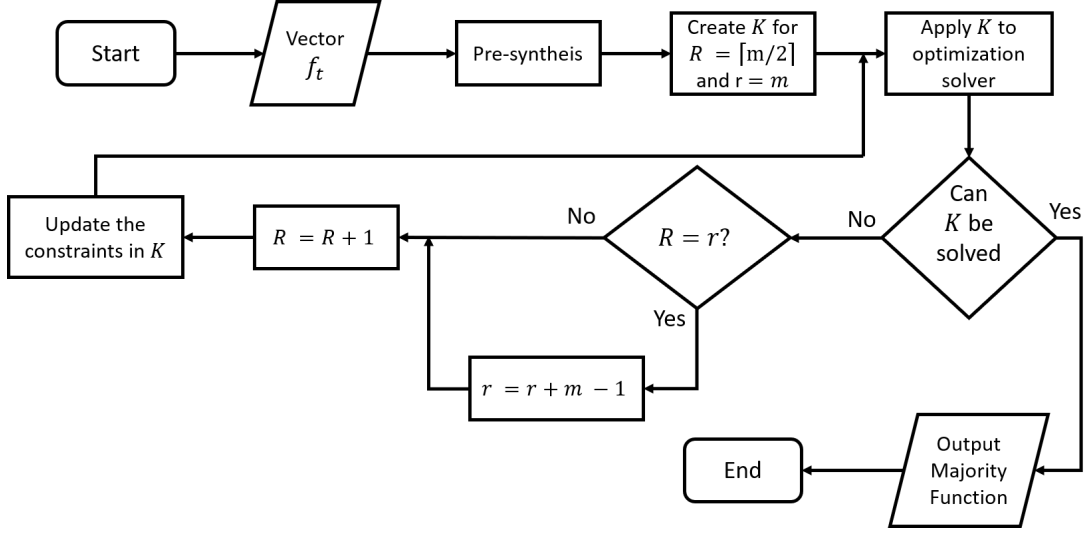 Start
Vector
f_t
Pre-syntheis
Create K for
R = ⌈m/2⌉
and r = m
Apply K to
optimization
solver
Can
K be
solved
Yes
No
R = r?
No
Yes
R = R + 1
Update the
constraints in K
r = r + m − 1
Output
Majority
Function
End